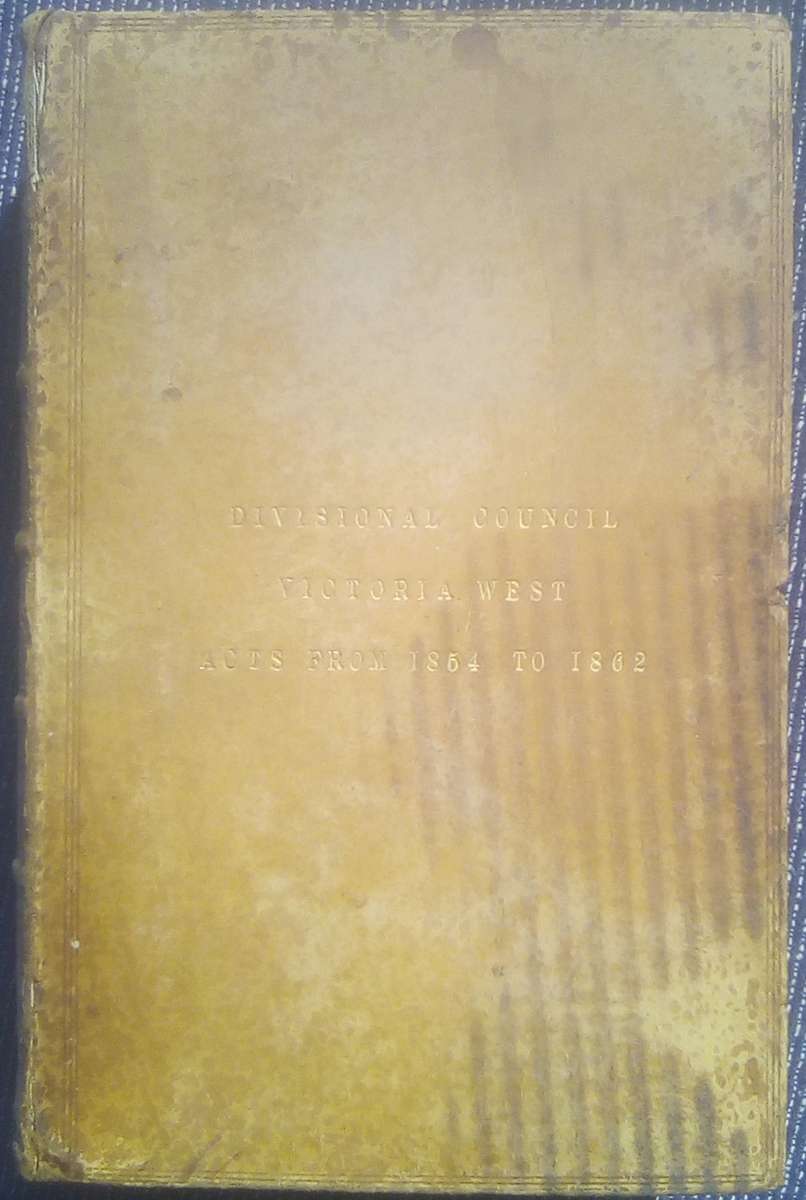 DIVISIONAL COUNCIL
VICTORIA WEST
ACTS FROM 1854 TO 1862